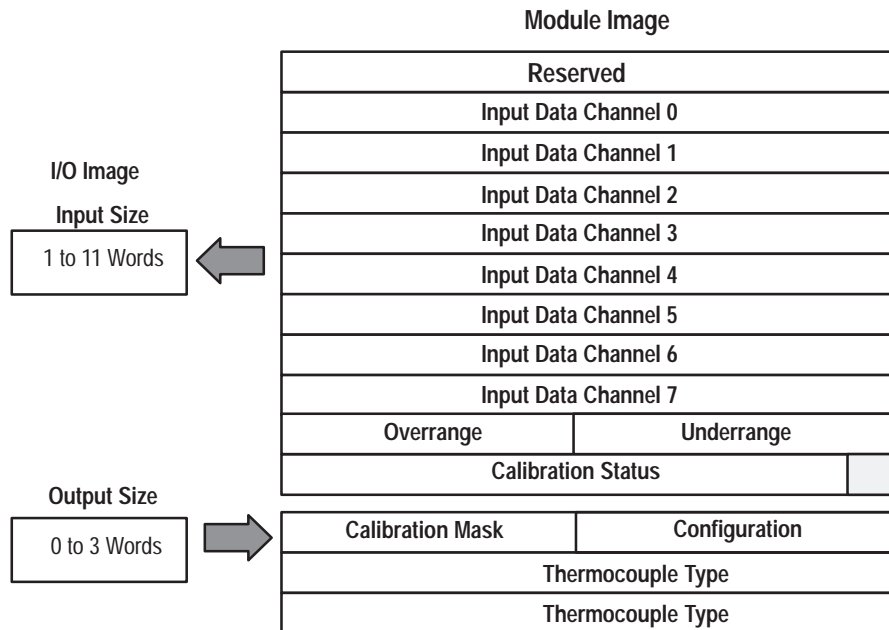 Module Image
Reserved
Input Data Channel 0
Input Data Channel 1
I/O Image
Input Data Channel 2
Input Size
Input Data Channel 3
1 to 11 Words
Input Data Channel 4
Input Data Channel 5
Input Data Channel 6
Input Data Channel 7
Overrange Underrange
Calibration Status
Output Size
Calibration Mask Configuration
0 to 3 Words
Thermocouple Type
Thermocouple Type